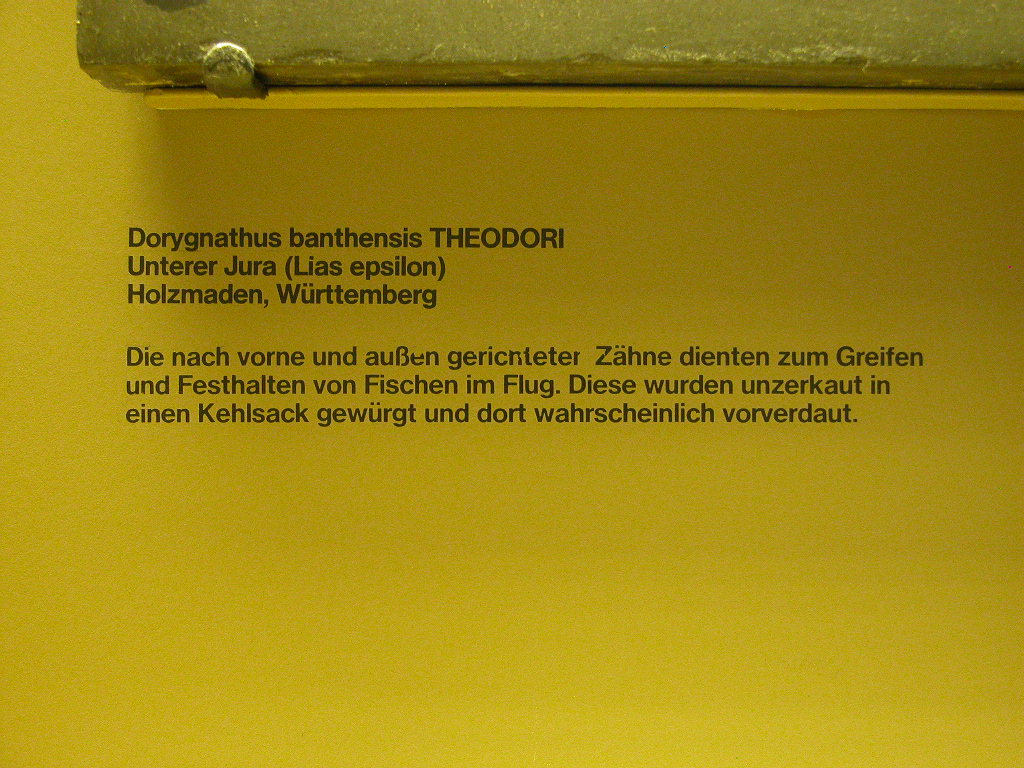 Dorygnathus banthensis THEODORI
Unterer Jura (Lias epsilon)
Holzmaden, Württemberg
Die nach vorne und außen gerichteten Zähne dienten zum Greifen
und Festhalten von Fischen im Flug. Diese wurden unzerkaut in
einen Kehlsack gewürgt und dort wahrscheinlich vorverdaut.